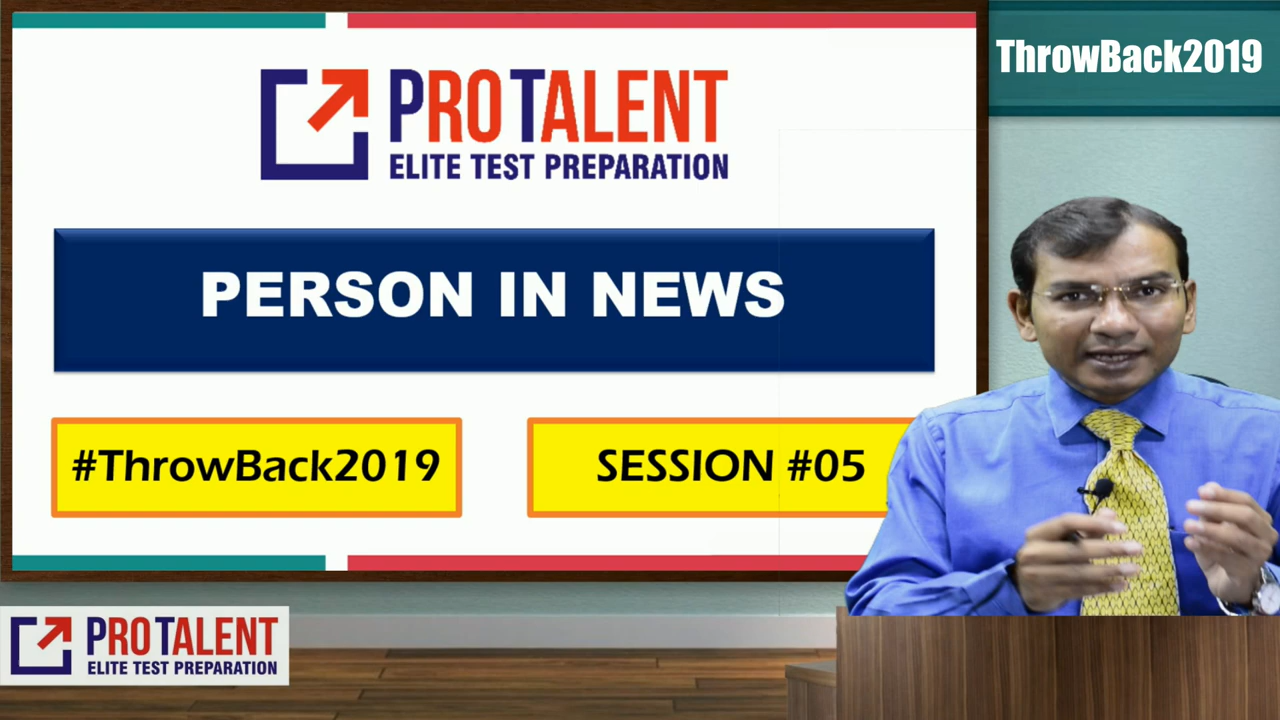 ThrowBack2019
PROTALENT
ELITE TEST PREPARATION
PERSON IN NEWS
#ThrowBack2019
SESSION #05
PROTALENT
ELITE TEST PREPARATION